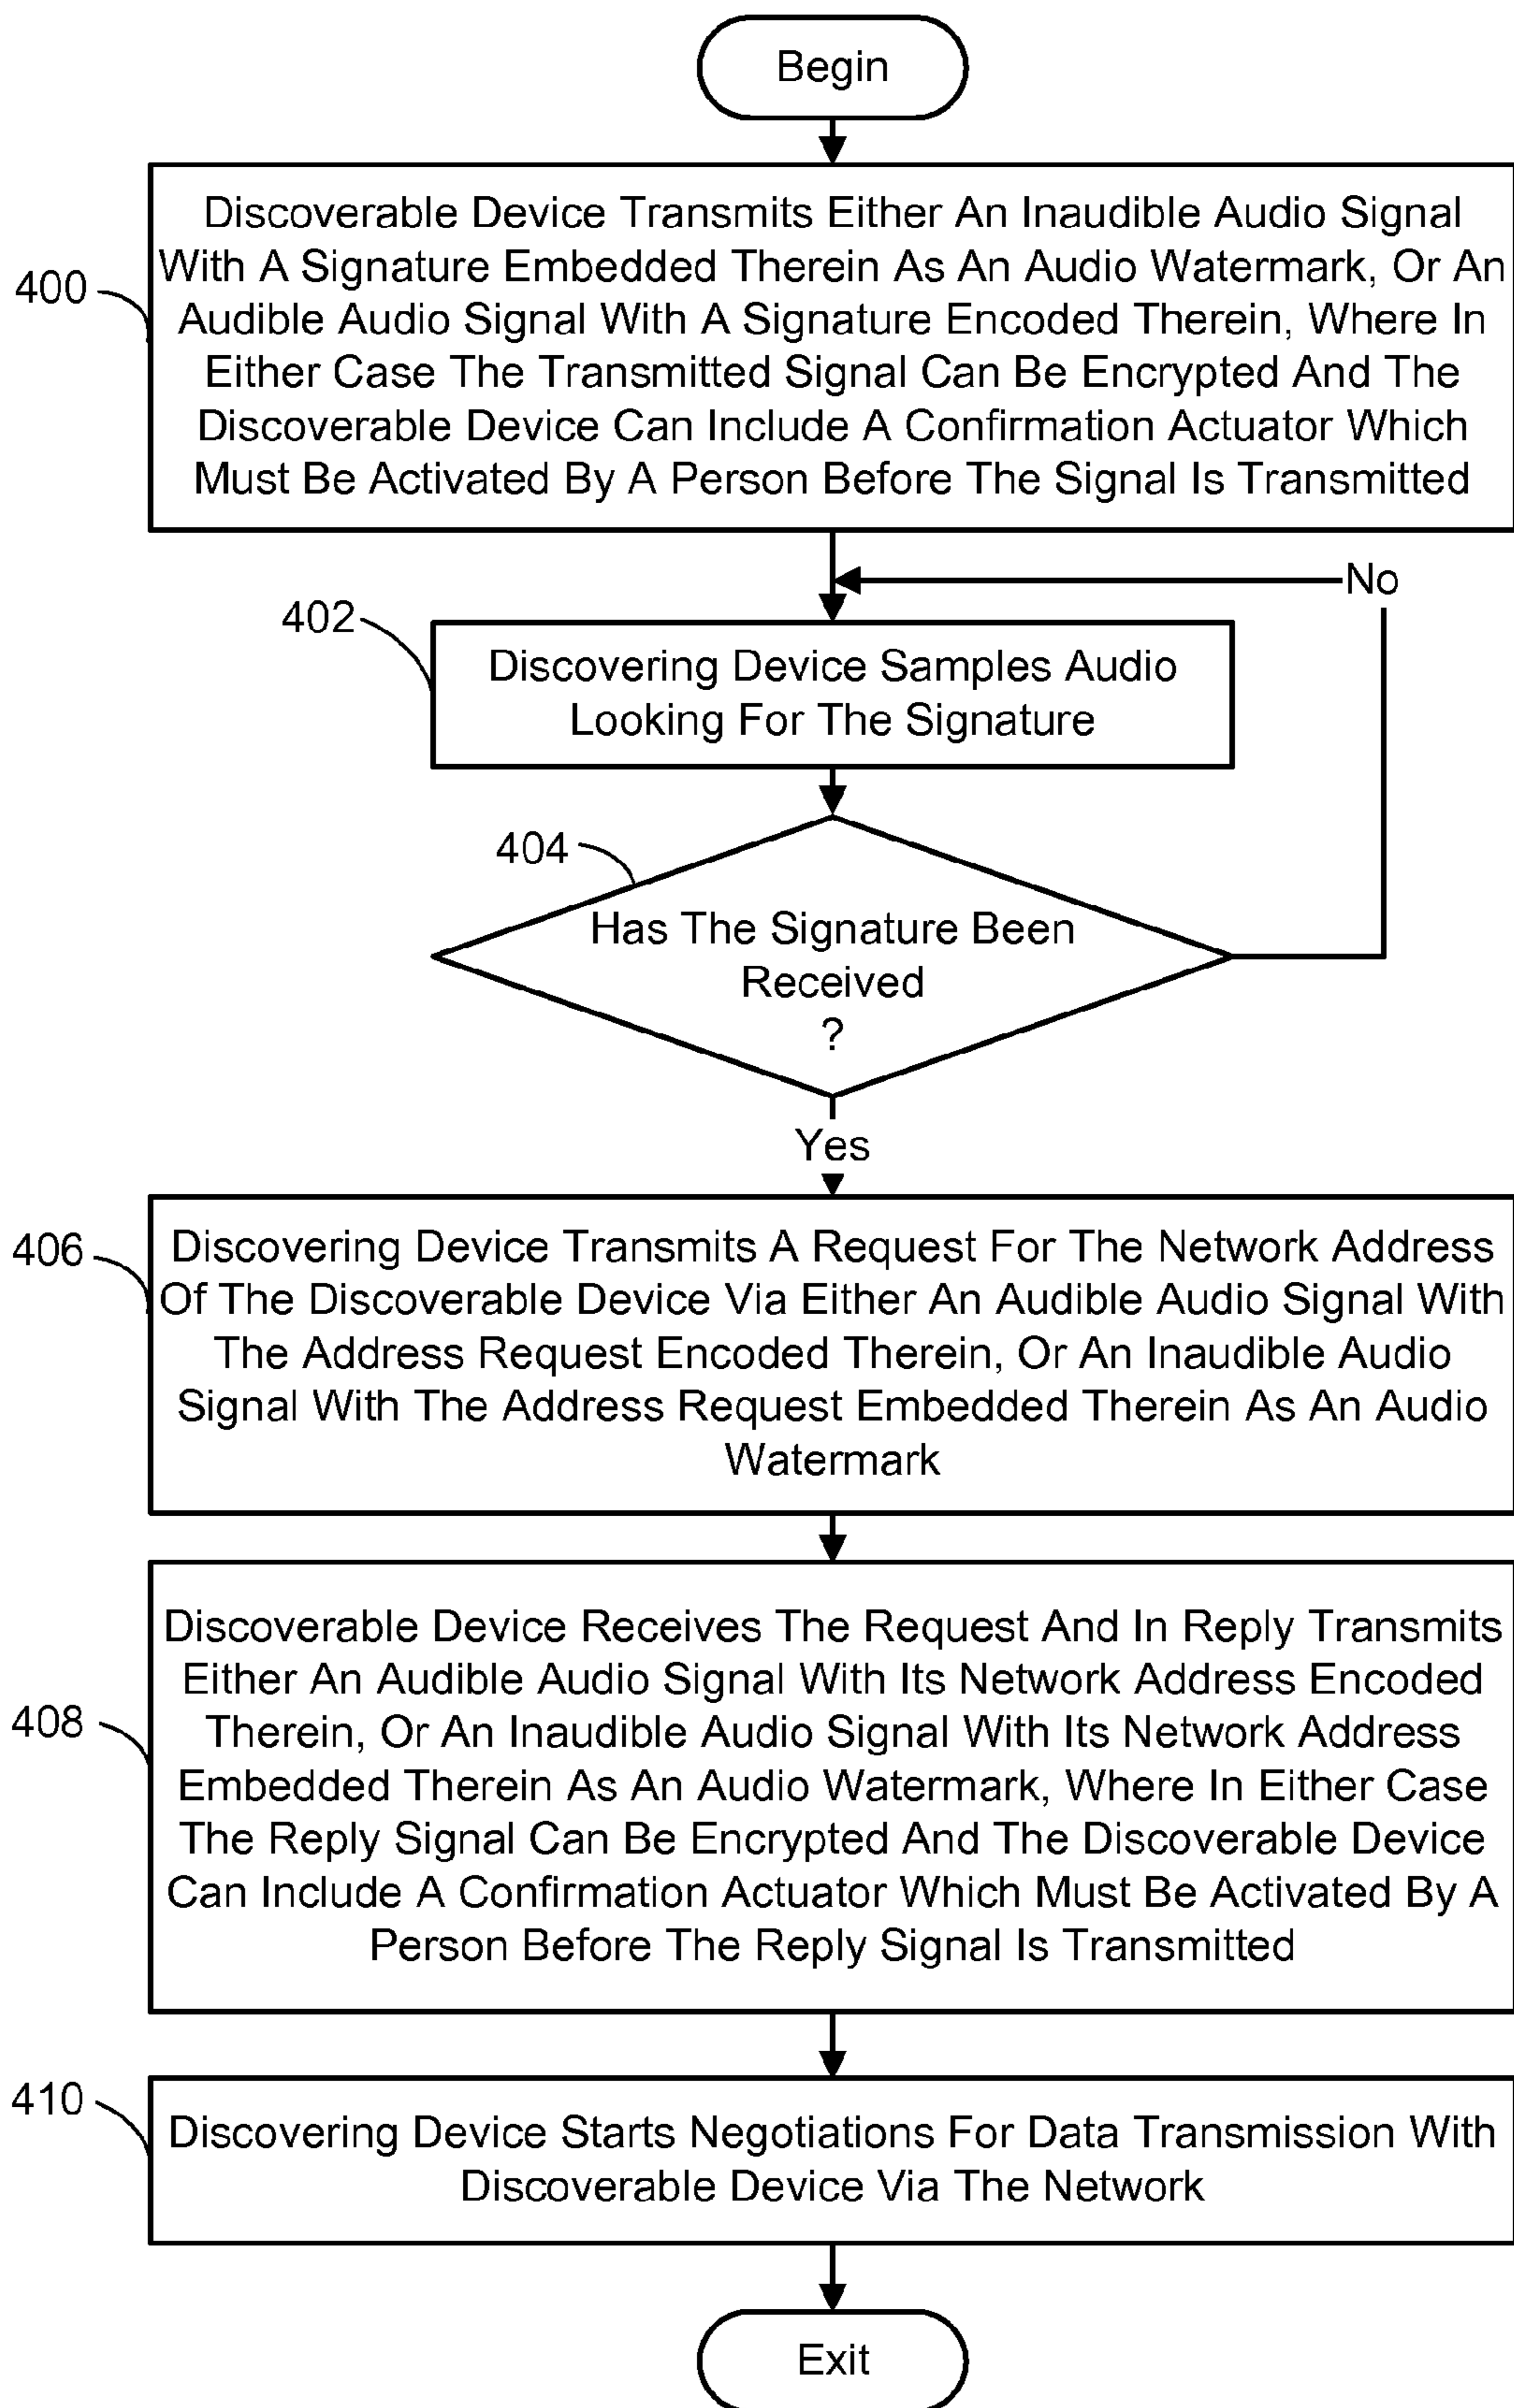 Begin
400
Discoverable Device Transmits Either An Inaudible Audio Signal
With A Signature Embedded Therein As An Audio Watermark, Or An
Audible Audio Signal With A Signature Encoded Therein, Where In
Either Case The Transmitted Signal Can Be Encrypted And The
Discoverable Device Can Include A Confirmation Actuator Which
Must Be Activated By A Person Before The Signal Is Transmitted
No
402
Discovering Device Samples Audio
Looking For The Signature
404
Has The Signature Been
Received
?
Yes
406
Discovering Device Transmits A Request For The Network Address
Of The Discoverable Device Via Either An Audible Audio Signal With
The Address Request Encoded Therein, Or An Inaudible Audio
Signal With The Address Request Embedded Therein As An Audio
Watermark
408
Discoverable Device Receives The Request And In Reply Transmits
Either An Audible Audio Signal With Its Network Address Encoded
Therein, Or An Inaudible Audio Signal With Its Network Address
Embedded Therein As An Audio Watermark, Where In Either Case
The Reply Signal Can Be Encrypted And The Discoverable Device
Can Include A Confirmation Actuator Which Must Be Activated By A
Person Before The Reply Signal Is Transmitted
410
Discovering Device Starts Negotiations For Data Transmission With
Discoverable Device Via The Network
Exit